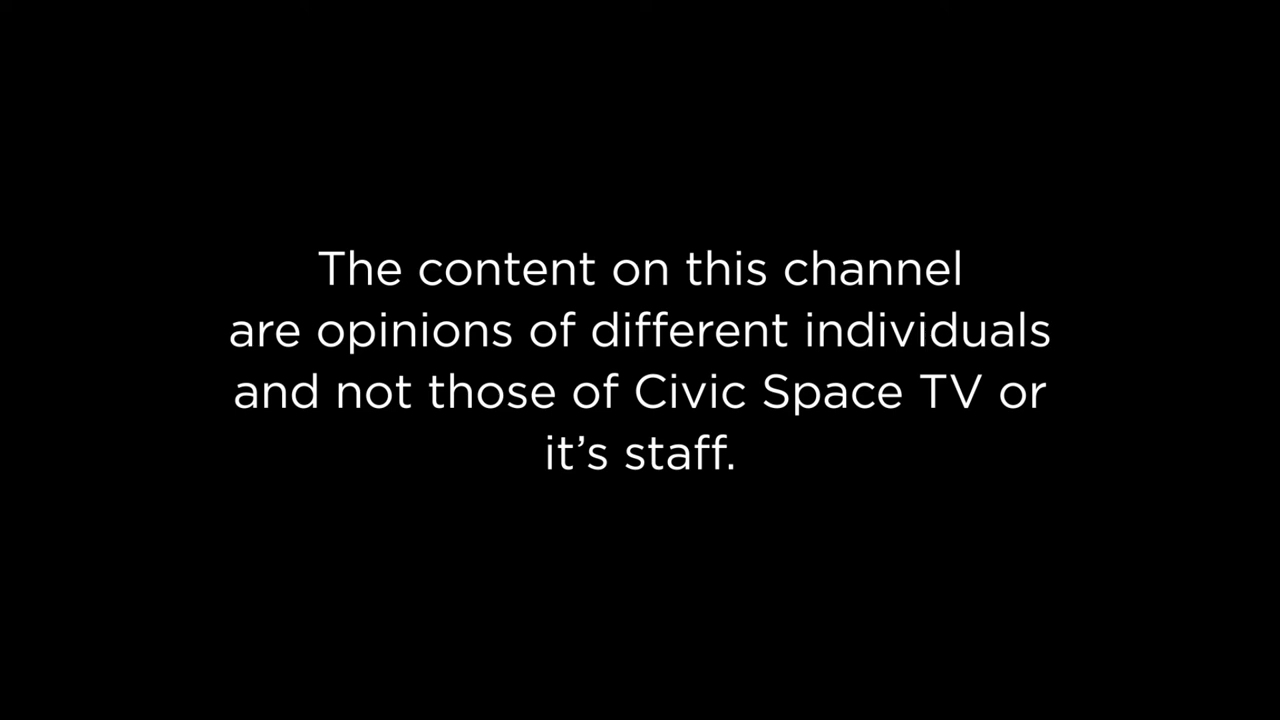 The content on this channel
are opinions of different individuals
and not those of Civic Space TV or
it’s staff.